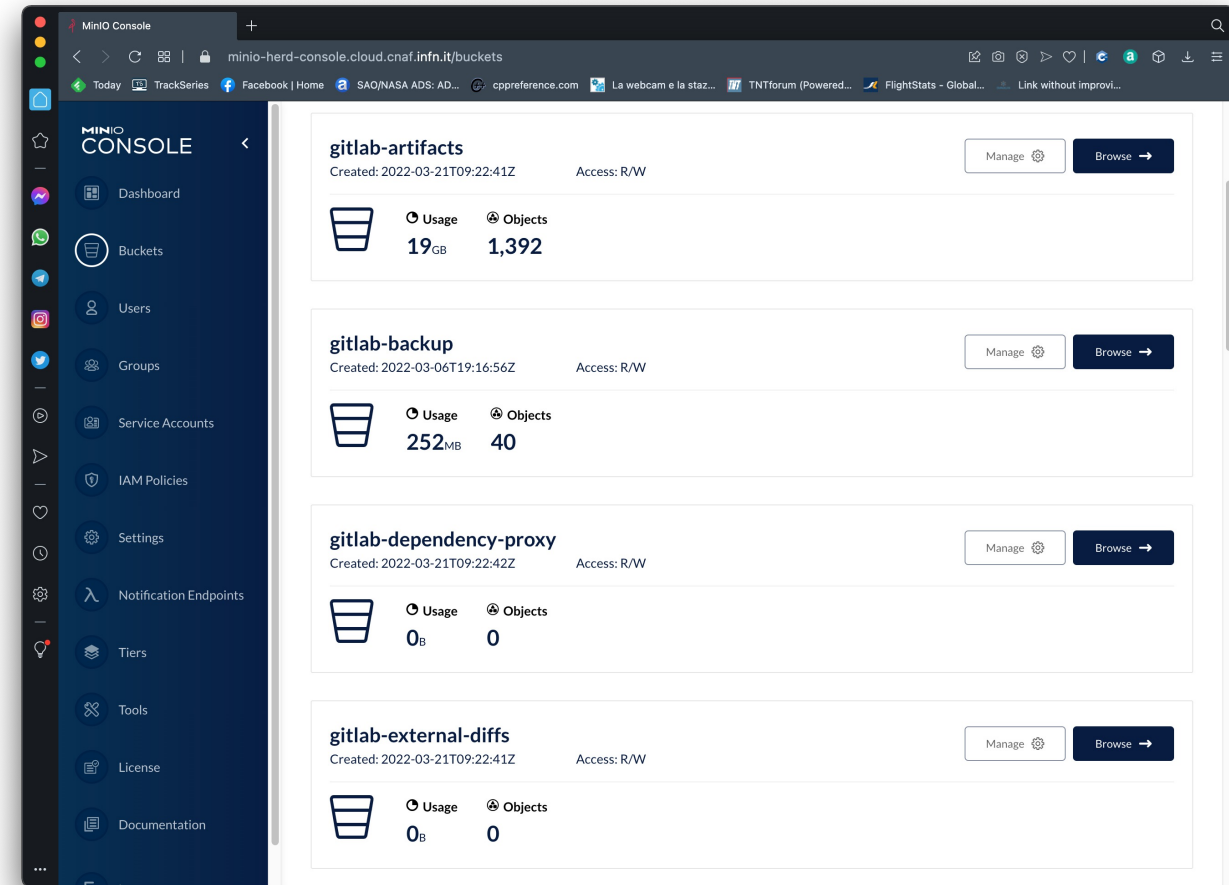 MinIO Console
minio-herd-console.cloud.cnaf.infn.it/buckets
Today TrackSeries Facebook | Home SAO/NASA ADS: AD... cppreference.com La webcam e la staz... TNTforum (Powered... FlightStats - Global... Link without improvi...
MINIO
CONSOLE
Dashboard
Buckets
Users
Groups
Service Accounts
IAM Policies
Settings
Notification Endpoints
Tiers
Tools
License
Documentation
gitlab-artifacts
Created: 2022-03-21T09:22:41Z Access: R/W
Manage Browse
Usage Objects
19GB 1,392
gitlab-backup
Created: 2022-03-06T19:16:56Z Access: R/W
Manage Browse
Usage Objects
252MB 40
gitlab-dependency-proxy
Created: 2022-03-21T09:22:42Z Access: R/W
Manage Browse
Usage Objects
0B 0
gitlab-external-diffs
Created: 2022-03-21T09:22:41Z Access: R/W
Manage Browse
Usage Objects
0B 0